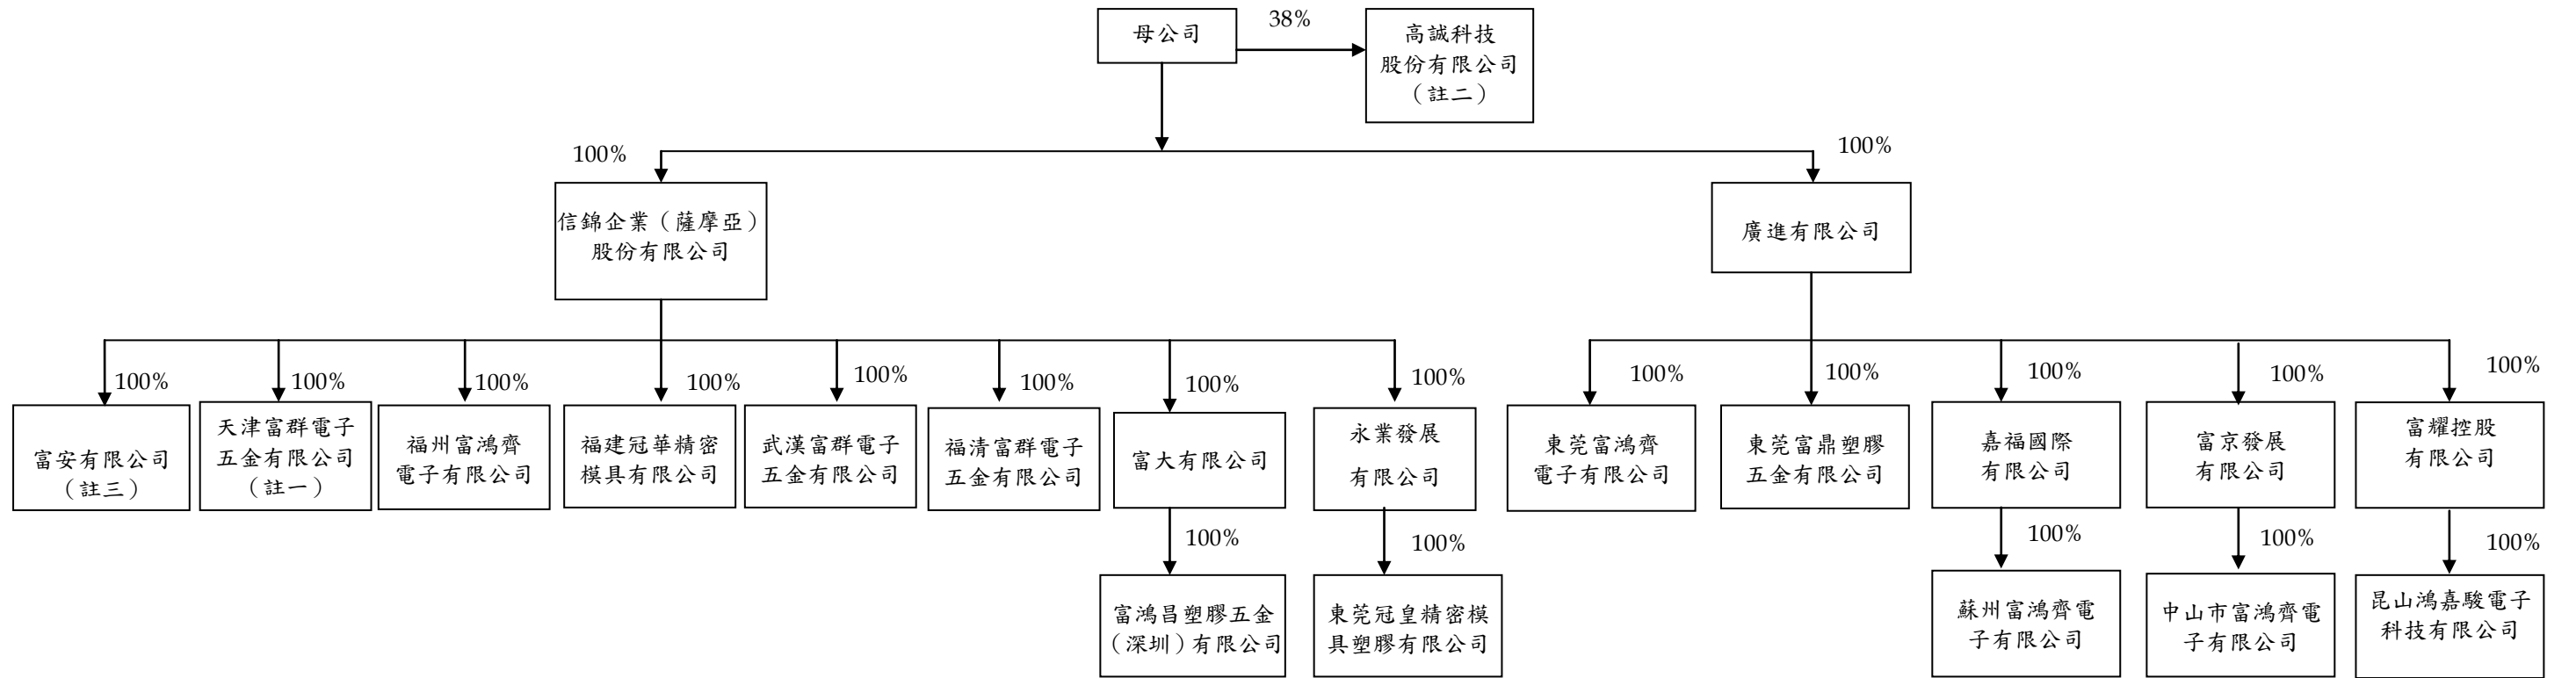 母公司
38%
高誠科技
股份有限公司
（註二）
100%
100%
信錦企業（薩摩亞）
股份有限公司
廣進有限公司
100%
100%
100%
100%
100%
100%
100%
100%
100%
100%
100%
100%
100%
富安有限公司
（註三）
天津富群電子
五金有限公司
（註一）
福州富鴻齊
電子有限公司
福建冠華精密
模具有限公司
武漢富群電子
五金有限公司
福清富群電子
五金有限公司
富大有限公司
永業發展
有限公司
東莞富鴻齊
電子有限公司
東莞富鼎塑膠
五金有限公司
嘉福國際
有限公司
富京發展
有限公司
富耀控股
有限公司
100%
100%
100%
100%
100%
富鴻昌塑膠五金
（深圳）有限公司
東莞冠皇精密模
具塑膠有限公司
蘇州富鴻齊電
子有限公司
中山市富鴻齊電
子有限公司
昆山鴻嘉駿電子
科技有限公司